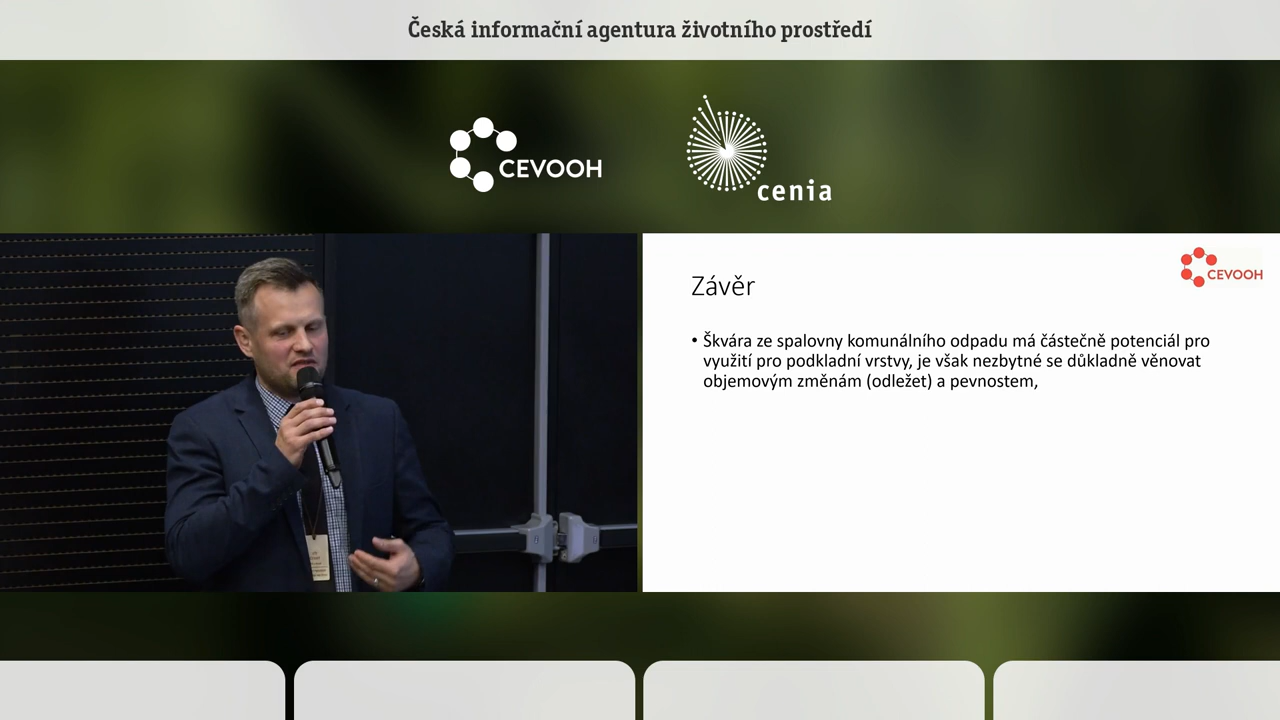 Česká informační agentura životního prostředí
CEVOOH
cenia
CEVOOH
Závěr
• Škvára ze spalovny komunálního odpadu má částečně potenciál pro
využití pro podkladní vrstvy, je však nezbytné se důkladně věnovat
objemovým změnám (odležet) a pevnostem,